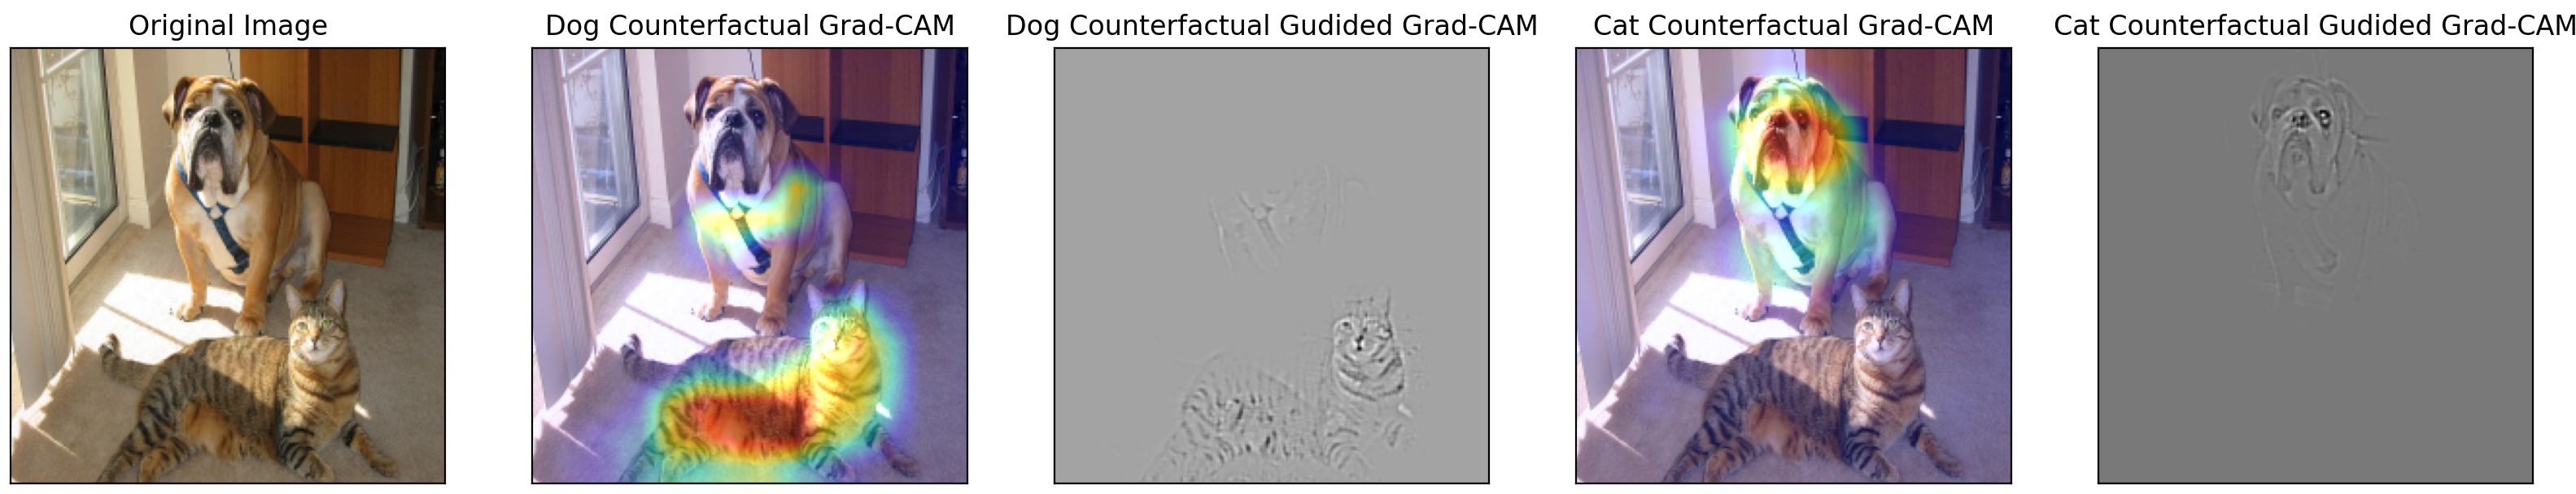 Original Image
Dog Counterfactual Grad-CAM
Dog Counterfactual Gudided Grad-CAM
Cat Counterfactual Grad-CAM
Cat Counterfactual Gudided Grad-CAM